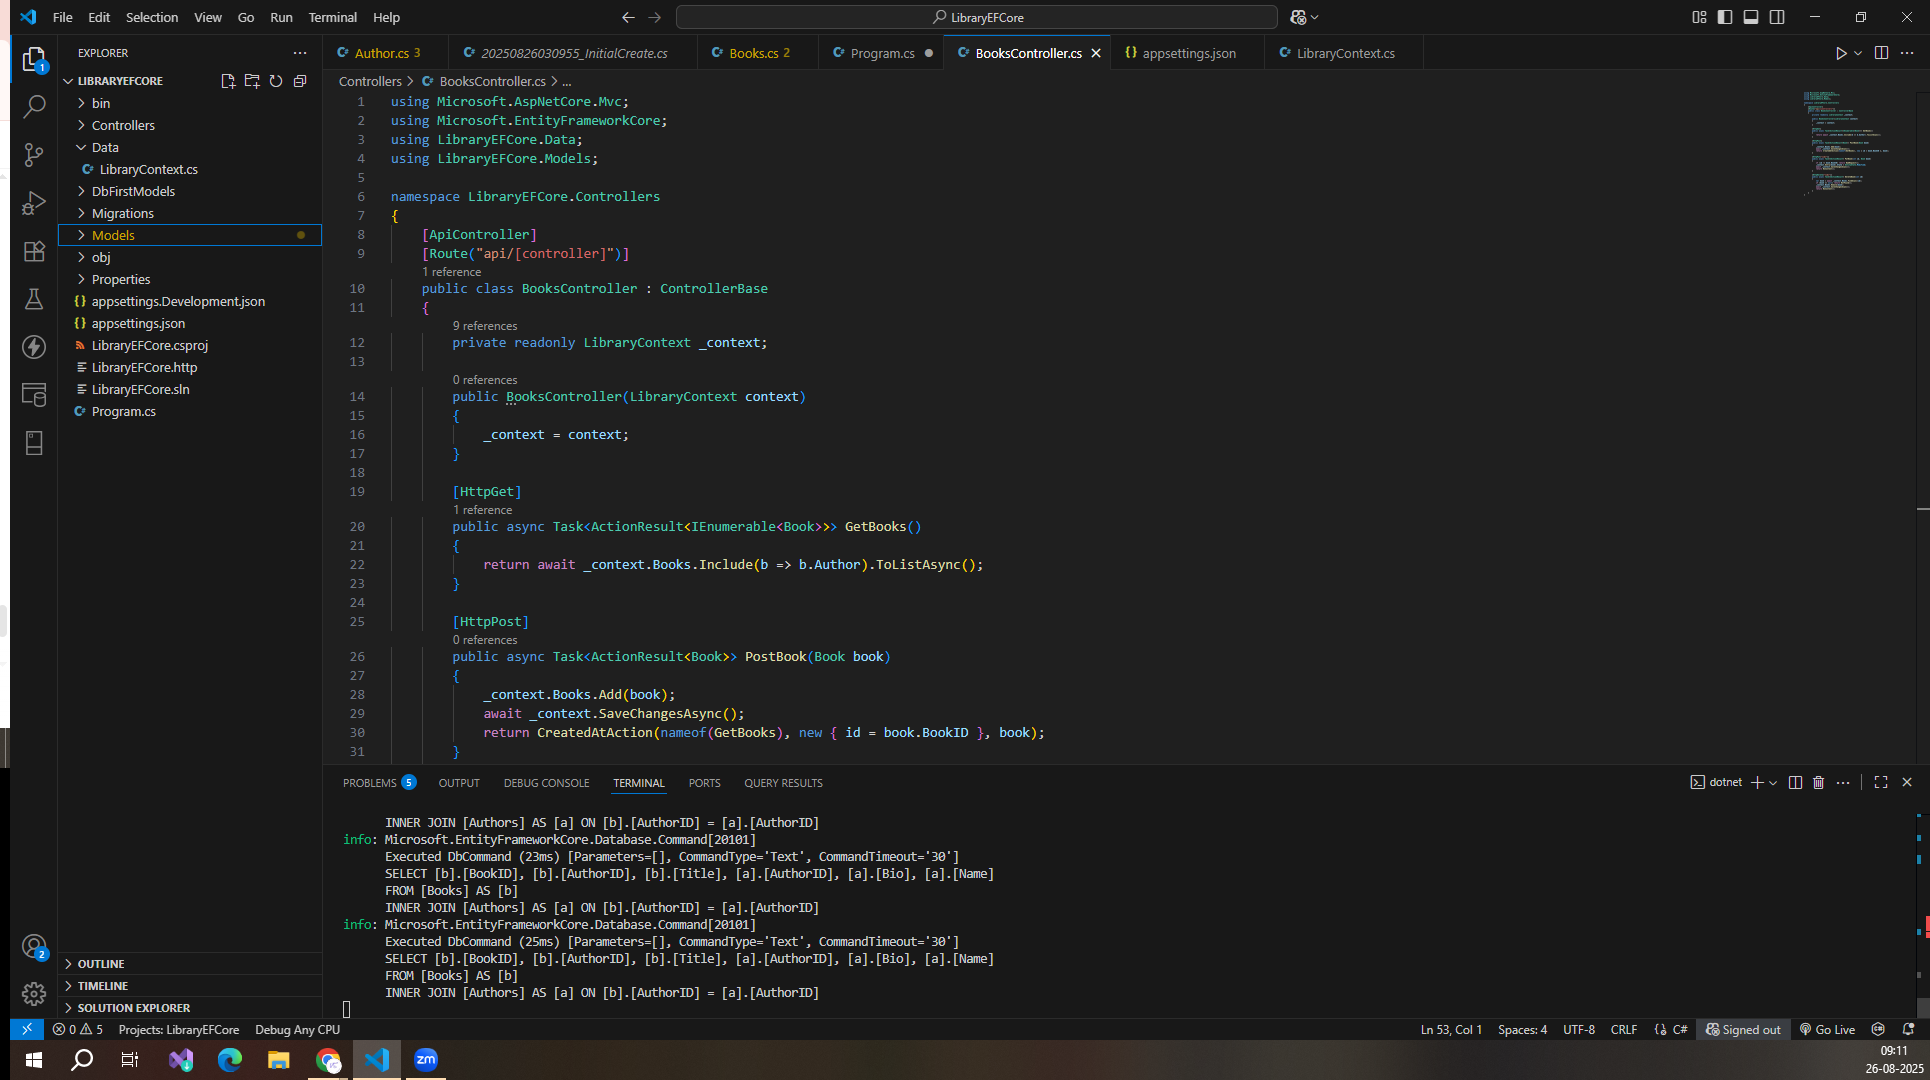 File Edit Selection View Go Run Terminal Help
LibraryEFCore
EXPLORER
Author.cs 3
20250826030955_InitialCreate.cs
Books.cs 2
Program.cs
BooksController.cs
{} appsettings.json
LibraryContext.cs
LIBRARYEFCORE
bin
Controllers
Data
LibraryContext.cs
DbFirstModels
Migrations
Models
obj
Properties
{} appsettings.Development.json
{} appsettings.json
LibraryEFCore.csproj
LibraryEFCore.http
LibraryEFCore.sln
Program.cs
OUTLINE
TIMELINE
SOLUTION EXPLORER
1
2
Controllers > BooksController.cs > ...
1 using Microsoft.AspNetCore.Mvc;
2 using Microsoft.EntityFrameworkCore;
3 using LibraryEFCore.Data;
4 using LibraryEFCore.Models;
5
6 namespace LibraryEFCore.Controllers
7 {
8 [ApiController]
9 [Route("api/[controller]")]
1 reference
10 public class BooksController : ControllerBase
11 {
9 references
12 private readonly LibraryContext _context;
13
0 references
14 public BooksController(LibraryContext context)
15 {
16 _context = context;
17 }
18
19 [HttpGet]
1 reference
20 public async Task<ActionResult<IEnumerable<Book>>> GetBooks()
21 {
22 return await _context.Books.Include(b => b.Author).ToListAsync();
23 }
24
25 [HttpPost]
0 references
26 public async Task<ActionResult<Book>> PostBook(Book book)
27 {
28 _context.Books.Add(book);
29 await _context.SaveChangesAsync();
30 return CreatedAtAction(nameof(GetBooks), new { id = book.BookID }, book);
31 }
PROBLEMS 5 OUTPUT DEBUG CONSOLE TERMINAL PORTS QUERY RESULTS
dotnet
INNER JOIN [Authors] AS [a] ON [b].[AuthorID] = [a].[AuthorID]
info: Microsoft.EntityFrameworkCore.Database.Command[20101]
Executed DbCommand (23ms) [Parameters=[], CommandType='Text', CommandTimeout='30']
SELECT [b].[BookID], [b].[AuthorID], [b].[Title], [a].[AuthorID], [a].[Bio], [a].[Name]
FROM [Books] AS [b]
INNER JOIN [Authors] AS [a] ON [b].[AuthorID] = [a].[AuthorID]
info: Microsoft.EntityFrameworkCore.Database.Command[20101]
Executed DbCommand (25ms) [Parameters=[], CommandType='Text', CommandTimeout='30']
SELECT [b].[BookID], [b].[AuthorID], [b].[Title], [a].[AuthorID], [a].[Bio], [a].[Name]
FROM [Books] AS [b]
INNER JOIN [Authors] AS [a] ON [b].[AuthorID] = [a].[AuthorID]
0 5 Projects: LibraryEFCore Debug Any CPU
Ln 53, Col 1 Spaces: 4 UTF-8 CRLF C# Signed out Go Live
zm
09:11
26-08-2025